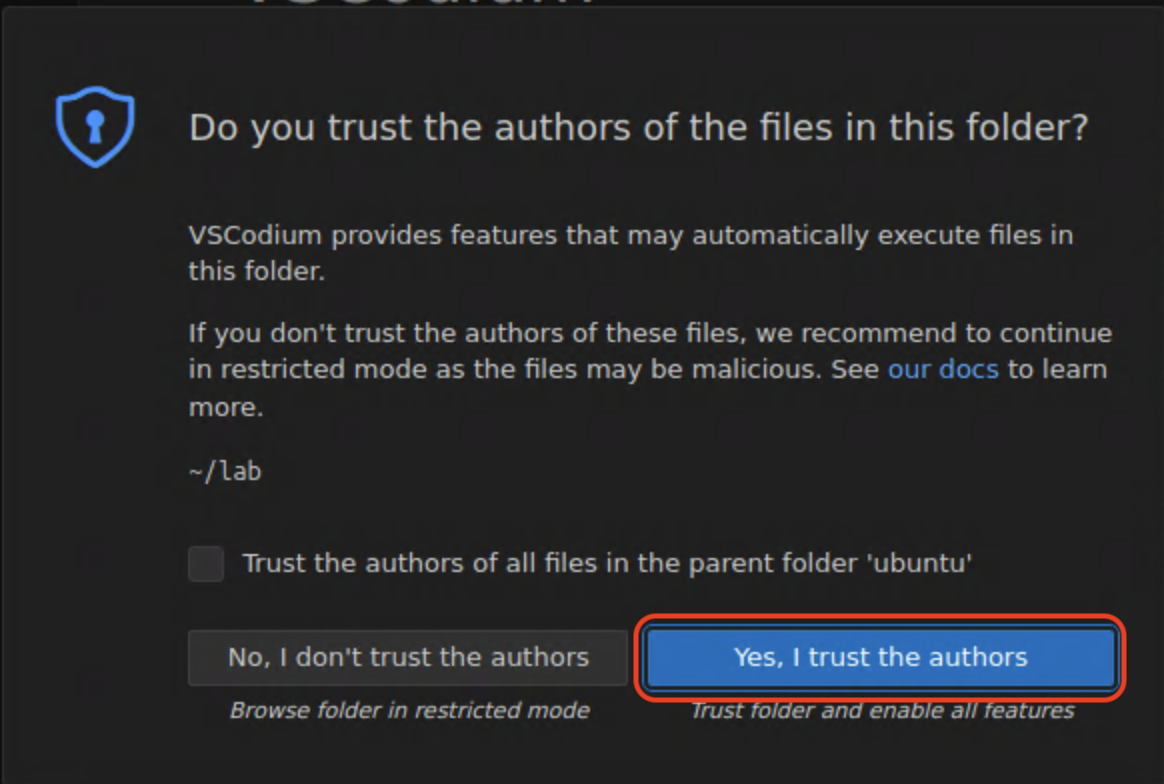 Do you trust the authors of the files in this folder?
VSCodium provides features that may automatically execute files in
this folder.
If you don't trust the authors of these files, we recommend to continue
in restricted mode as the files may be malicious. See our docs to learn
more.
~/lab
Trust the authors of all files in the parent folder 'ubuntu'
No, I don't trust the authors
Yes, I trust the authors
Browse folder in restricted mode
Trust folder and enable all features